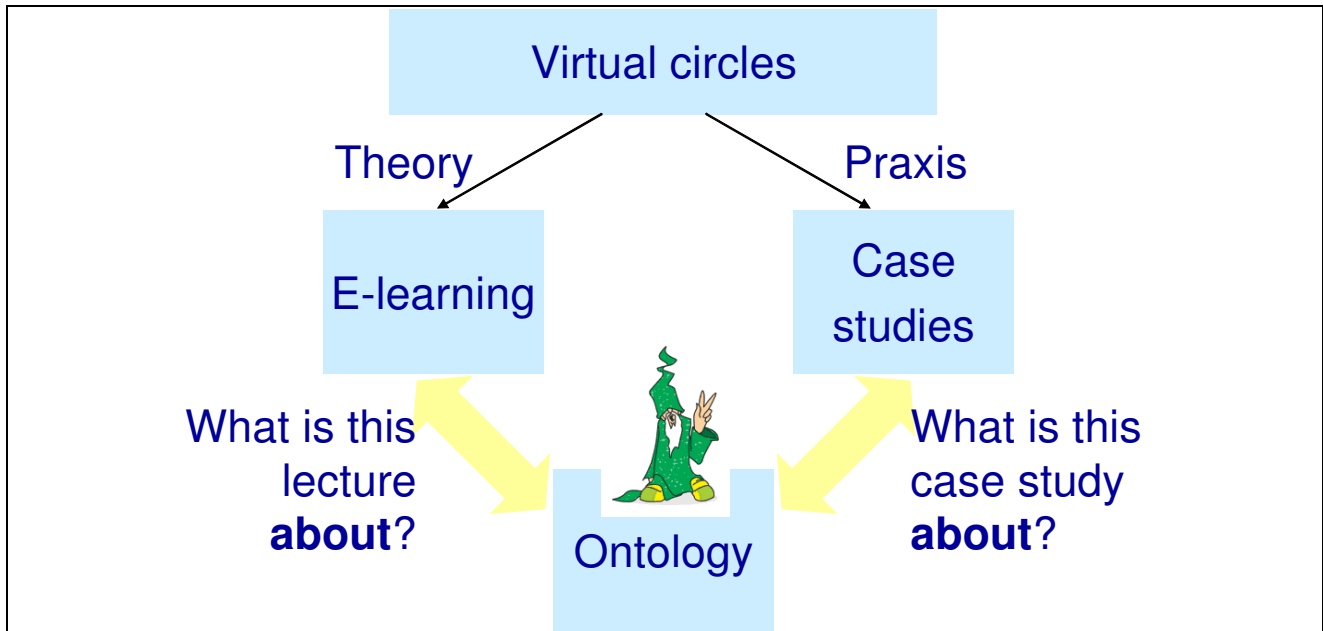 Virtual circles
Theory
Praxis
E-learning
Case
studies
What is this
lecture
about?
What is this
case study
about?
Ontology